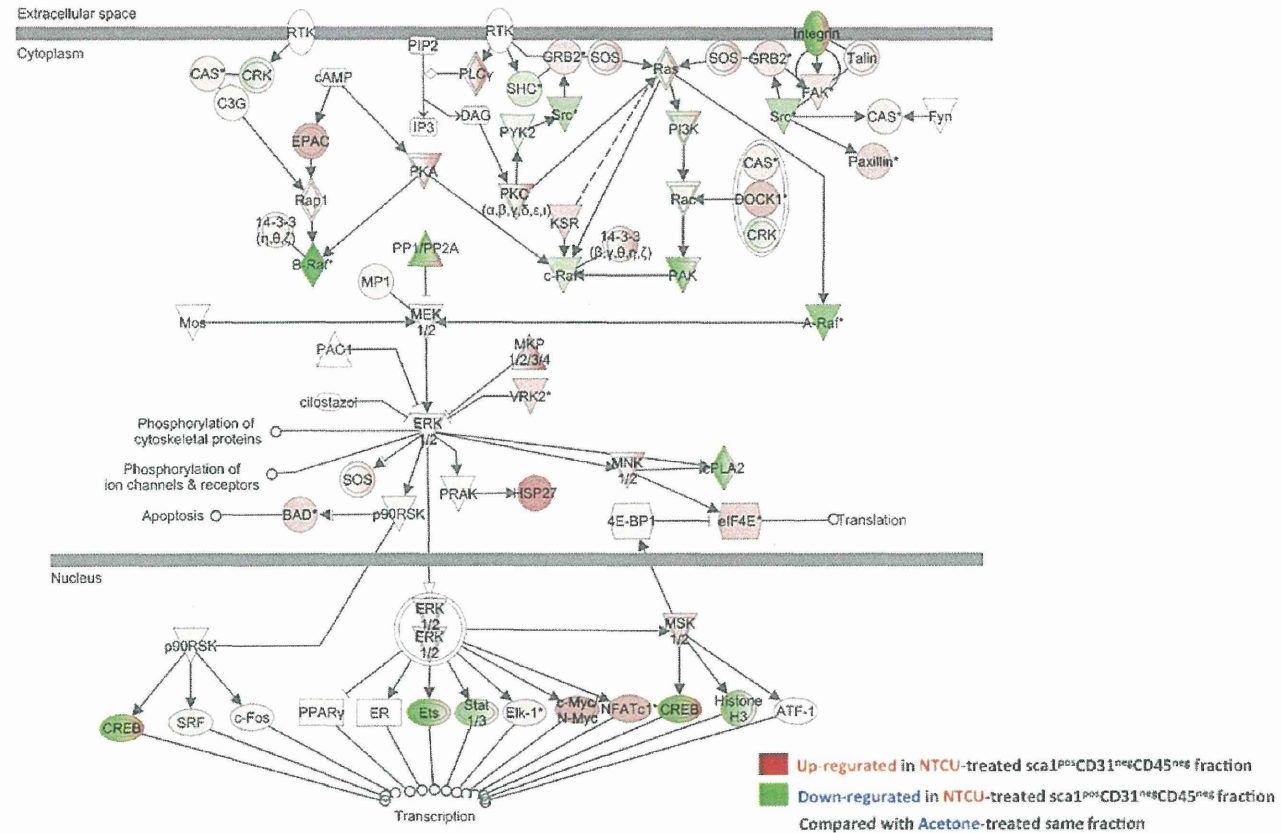 Extracellular space
Cytoplasm
RTK
PIP2
RTK
GRB2*
SOS
Ras
SOS
GRB2*
Integrin
Talin
CAS*
CRK
cAMP
PLCγ
SHC*
FAK*
C3G
IP3
DAG
PYK2
Src*
PI3K
Src*
CAS*
Fyn
EPAC
PKA
PKC
(α,β,γ,δ,ε,ι)
KSR
Rac
CAS*
DOCK1*
CRK
Paxillin*
Rap1
14-3-3
(η,θ,ζ)
B-Raf*
PP1/PP2A
14-3-3
(β,γ,θ,η,ζ)
c-Raf
PAK
MP1
Mos
MEK
1/2
A-Raf*
PAC1
MKP
1/2/3/4
cilostazol
VRK2*
ERK
1/2
Phosphorylation of
cytoskeletal proteins
Phosphorylation of
ion channels & receptors
SOS
PRAK
HSP27
MNK
1/2
cPLA2
Apoptosis
BAD*
p90RSK
4E-BP1
eIF4E*
Translation
Nucleus
ERK
1/2
ERK
1/2
p90RSK
MSK
1/2
CREB
SRF
c-Fos
PPARγ
ER
Ets
Stat
1/3
Elk-1*
c-Myc/
N-Myc
NFATc1*
CREB
Histone
H3
ATF-1
Transcription
Up-regurated in NTCU-treated sca1posCD31negCD45neg fraction
Down-regurated in NTCU-treated sca1posCD31negCD45neg fraction
Compared with Acetone-treated same fraction